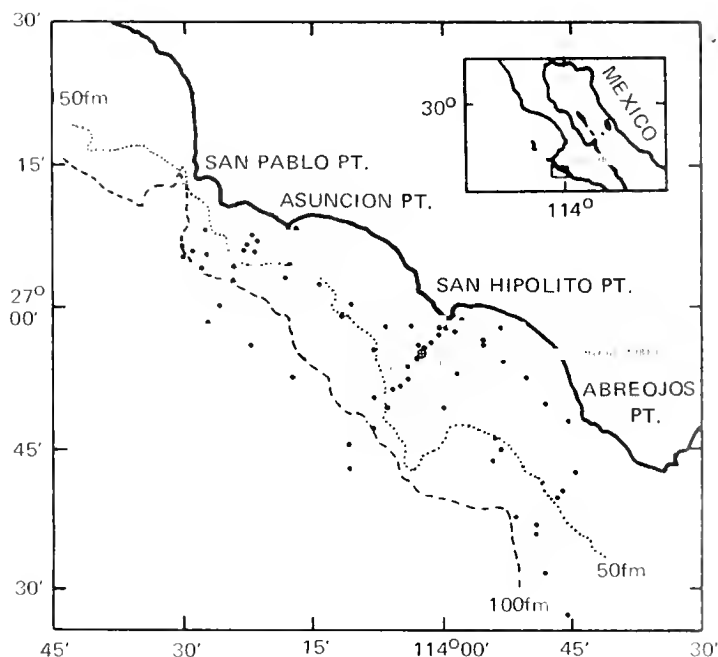 30'
50fm
MEXICO
30°
114°
15'
SAN PABLO PT.
ASUNCION PT.
SAN HIPOLITO PT.
27°
00'
ABREOJOS
PT.
45'
50fm
30'
100fm
45'
30'
15'
114°00'
45'
30'